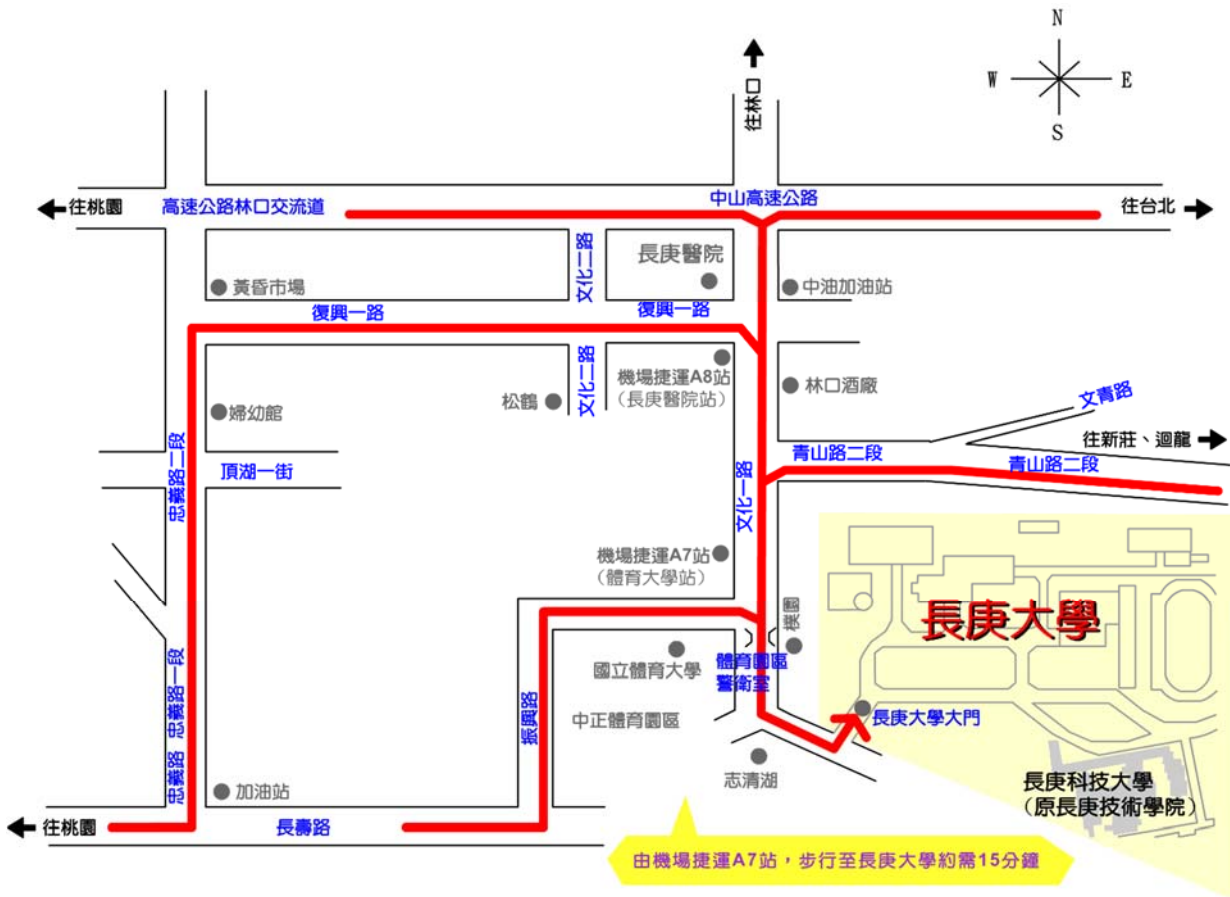 N
W
E
S
往林口
往桃園
高速公路林口交流道
中山高速公路
往台北
長庚醫院
文化二路
黃昏市場
中油加油站
復興一路
復興一路
文化二路
機場捷運A8站
(長庚醫院站)
林口酒廠
松鶴
婦幼館
文青路
往新莊、迴龍
青山路二段
青山路二段
忠義路二段
頂湖一街
文化一路
機場捷運A7站
(體育大學站)
樸園
長庚大學
國立體育大學
體育園區
警衛室
忠義路一段
振興路
中正體育園區
長庚大學大門
忠義路
志清湖
加油站
長庚科技大學
(原長庚技術學院)
往桃園
長壽路
由機場捷運A7站，步行至長庚大學約需15分鐘